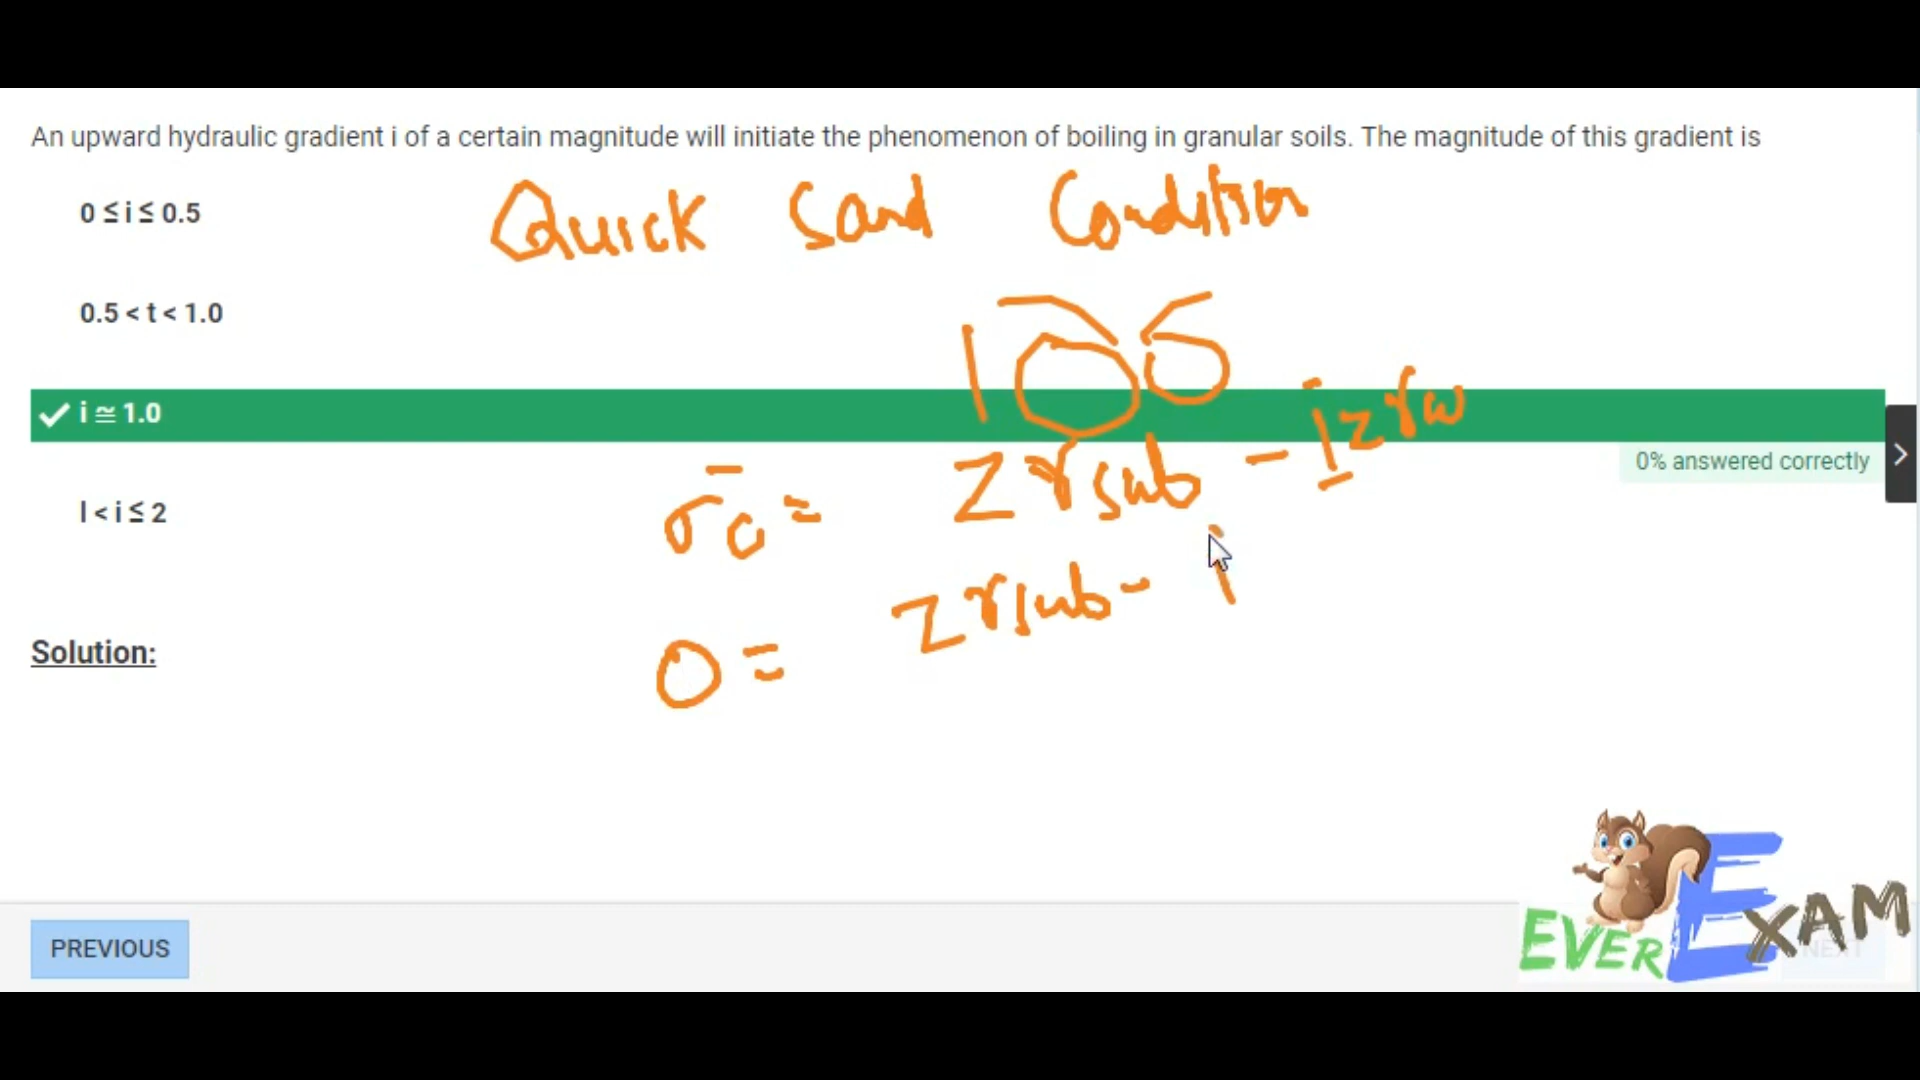 An upward hydraulic gradient i of a certain magnitude will initiate the phenomenon of boiling in granular soils. The magnitude of this gradient is
Quick Sand Condition
0 ≤ i ≤ 0.5
0.5 < t < 1.0
i ≅ 1.0
0% answered correctly
σ̄c = zγsub - izγw
l < i ≤ 2
0 = zγsub - i
Solution:
PREVIOUS
EVER EXAM
NEXT